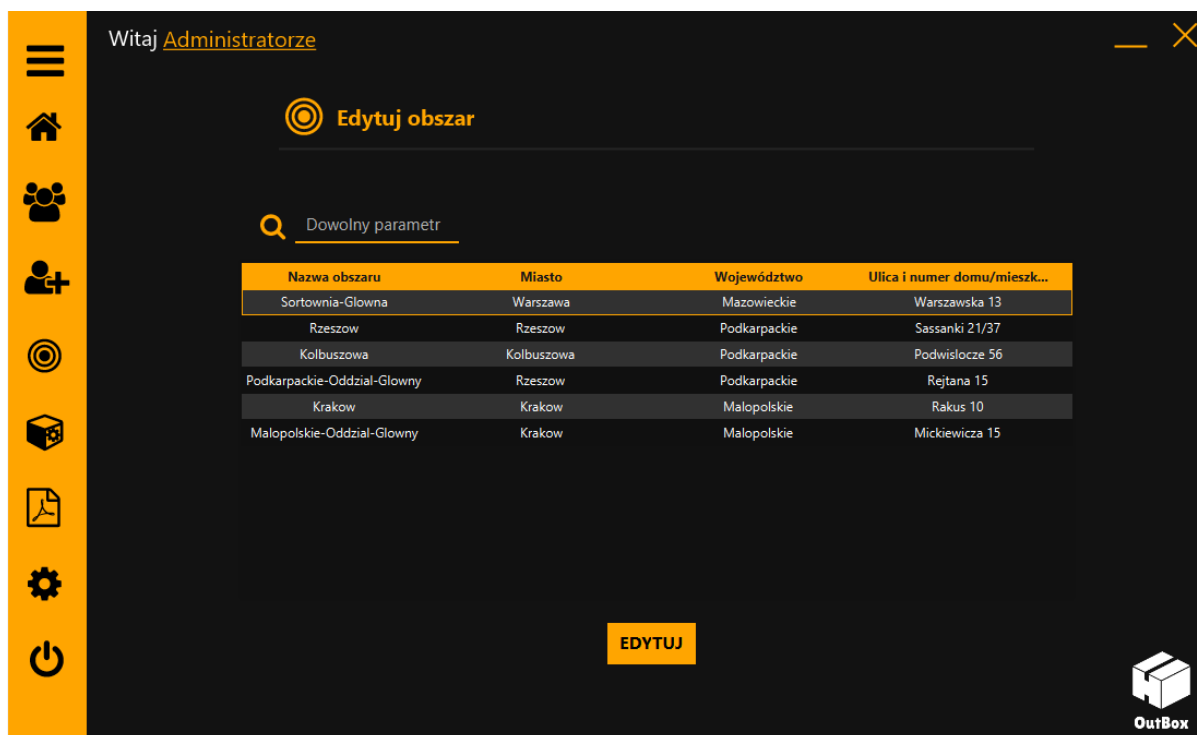 Witaj Administratorze
Edytuj obszar
Dowolny parametr
Nazwa obszaru Miasto Województwo Ulica i numer domu/mieszk...
Sortownia-Glowna Warszawa Mazowieckie Warszawska 13
Rzeszow Rzeszow Podkarpackie Sassanki 21/37
Kolbuszowa Kolbuszowa Podkarpackie Podwislocze 56
Podkarpackie-Oddzial-Glowny Rzeszow Podkarpackie Rejtana 15
Krakow Krakow Malopolskie Rakus 10
Malopolskie-Oddzial-Glowny Krakow Malopolskie Mickiewicza 15
EDYTUJ
OutBox